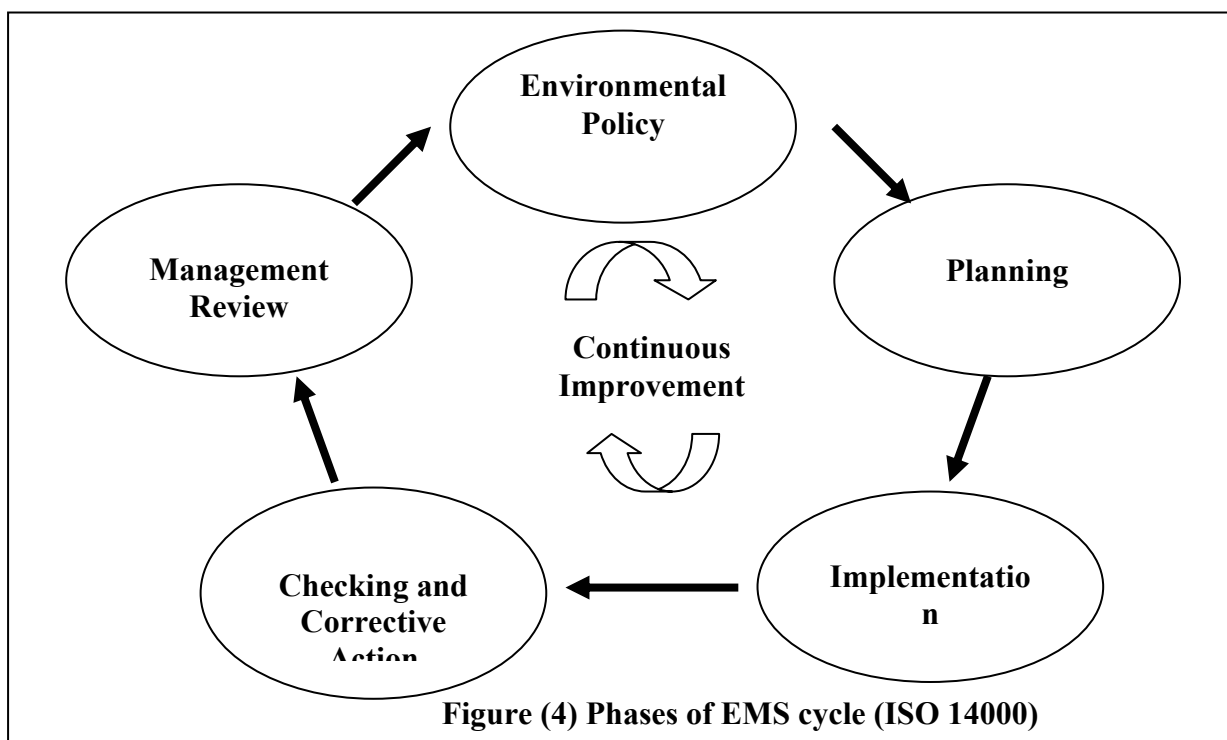 Environmental
Policy
Planning
Implementatio
n
Checking and
Corrective
Action
Management
Review
Continuous
Improvement
Figure (4) Phases of EMS cycle (ISO 14000)